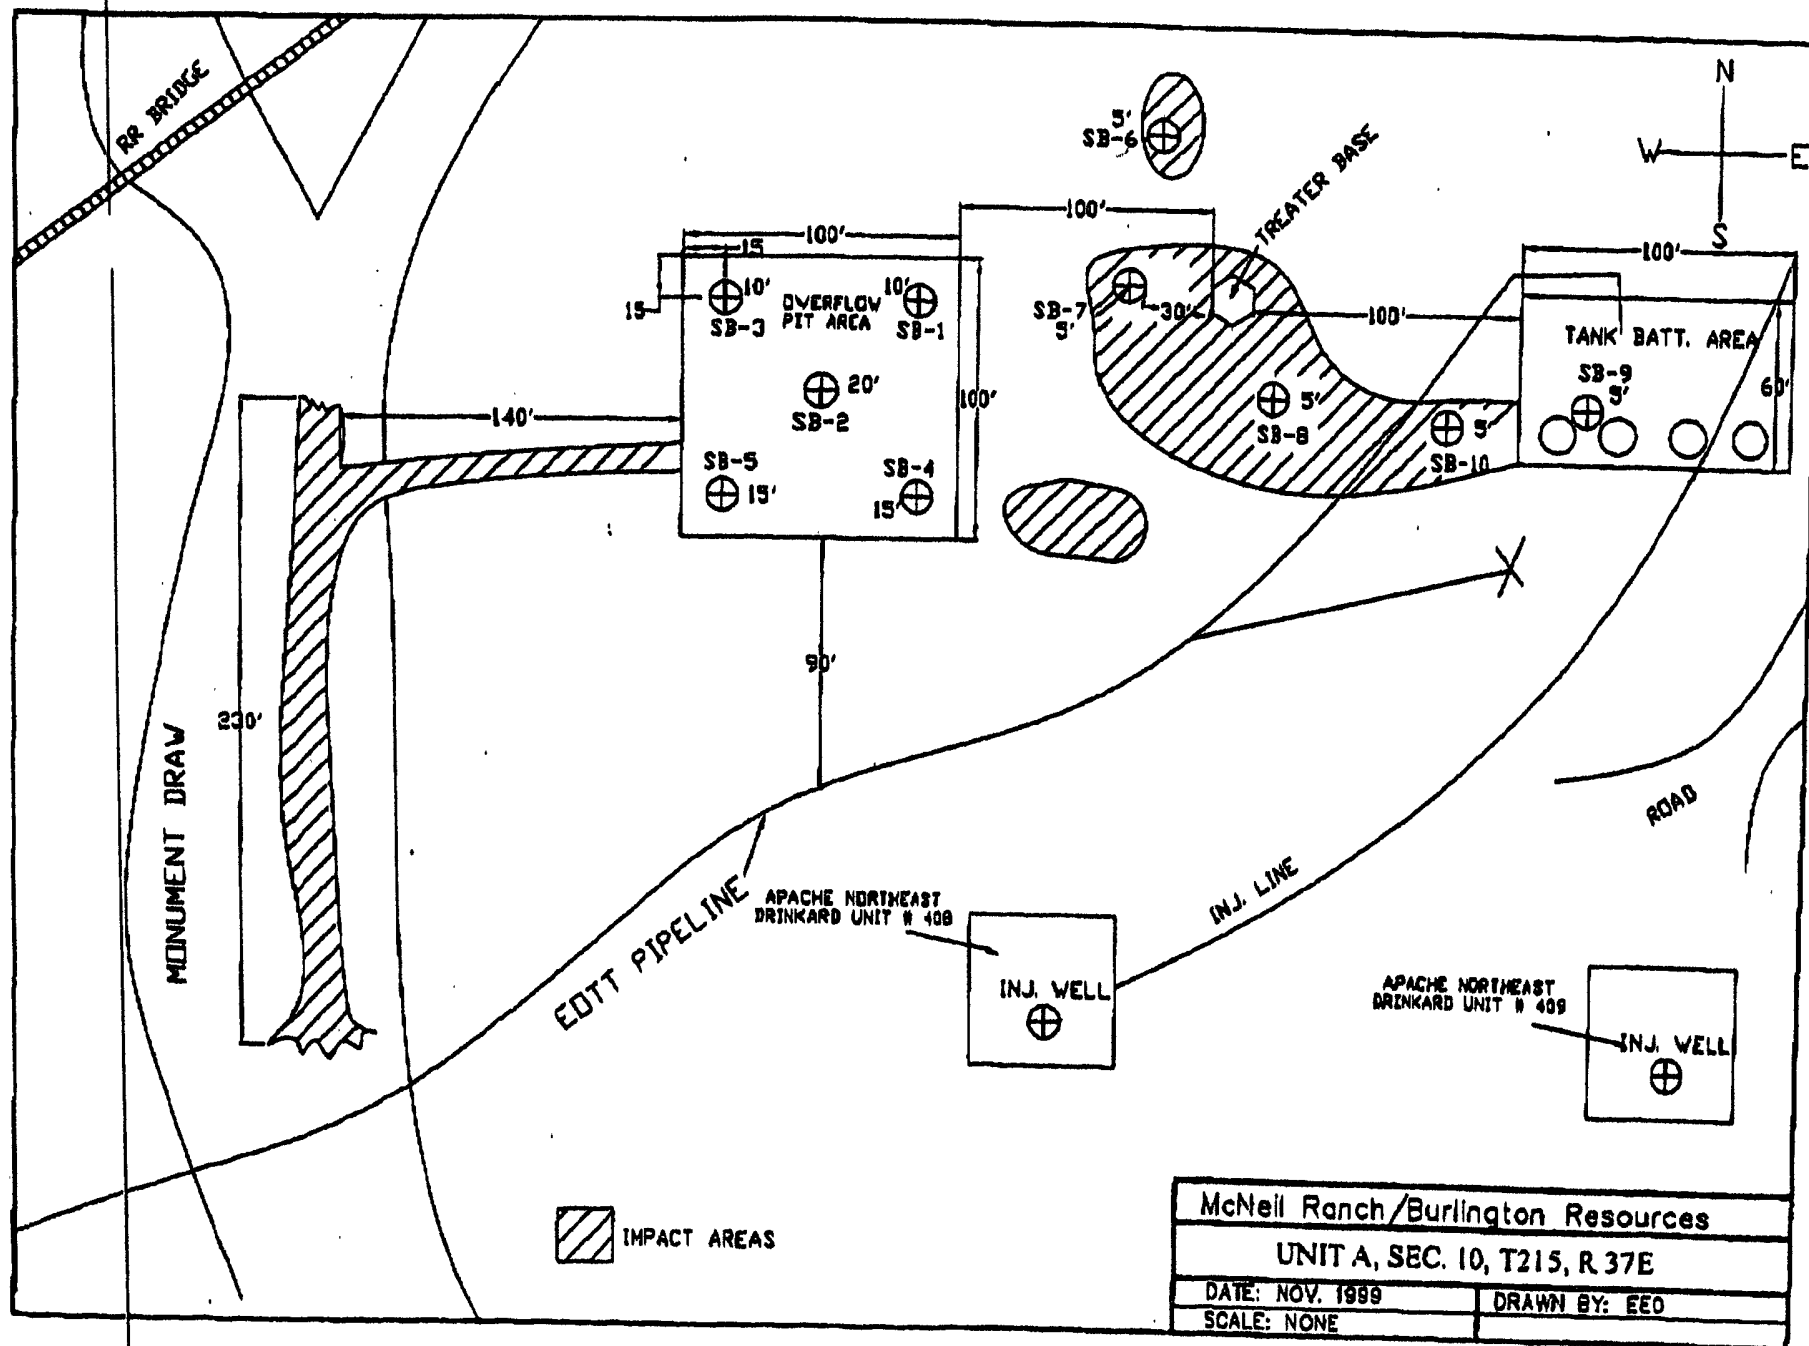 RR BRIDGE
N
W
E
S
5'
SB-6
TREATER BASE
100'
100'
15
100'
15
10'
SB-3
OVERFLOW
PIT AREA
10'
SB-1
SB-7
5'
30'
100'
TANK BATT. AREA
SB-9
5'
60'
20'
SB-2
100'
140'
5'
SB-8
5'
SB-10
SB-5
15'
SB-4
15'
90'
230'
MONUMENT DRAW
ROAD
EOTT PIPELINE
APACHE NORTHEAST
DRINKARD UNIT # 408
INJ. LINE
INJ. WELL
APACHE NORTHEAST
DRINKARD UNIT # 409
INJ. WELL
IMPACT AREAS
McNeil Ranch/Burlington Resources
UNIT A, SEC. 10, T215, R 37E
DATE: NOV. 1999
DRAWN BY: EEO
SCALE: NONE